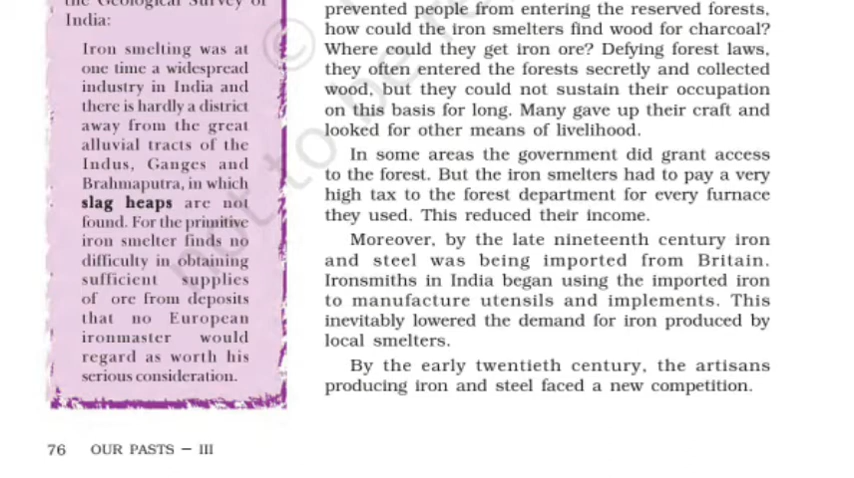 the Geological Survey of
India:
Iron smelting was at
one time a widespread
industry in India and
there is hardly a district
away from the great
alluvial tracts of the
Indus, Ganges and
Brahmaputra, in which
slag heaps are not
found. For the primitive
iron smelter finds no
difficulty in obtaining
sufficient supplies
of ore from deposits
that no European
ironmaster would
regard as worth his
serious consideration.
prevented people from entering the reserved forests,
how could the iron smelters find wood for charcoal?
Where could they get iron ore? Defying forest laws,
they often entered the forests secretly and collected
wood, but they could not sustain their occupation
on this basis for long. Many gave up their craft and
looked for other means of livelihood.
In some areas the government did grant access
to the forest. But the iron smelters had to pay a very
high tax to the forest department for every furnace
they used. This reduced their income.
Moreover, by the late nineteenth century iron
and steel was being imported from Britain.
Ironsmiths in India began using the imported iron
to manufacture utensils and implements. This
inevitably lowered the demand for iron produced by
local smelters.
By the early twentieth century, the artisans
producing iron and steel faced a new competition.
76 OUR PASTS – III
©
not to be